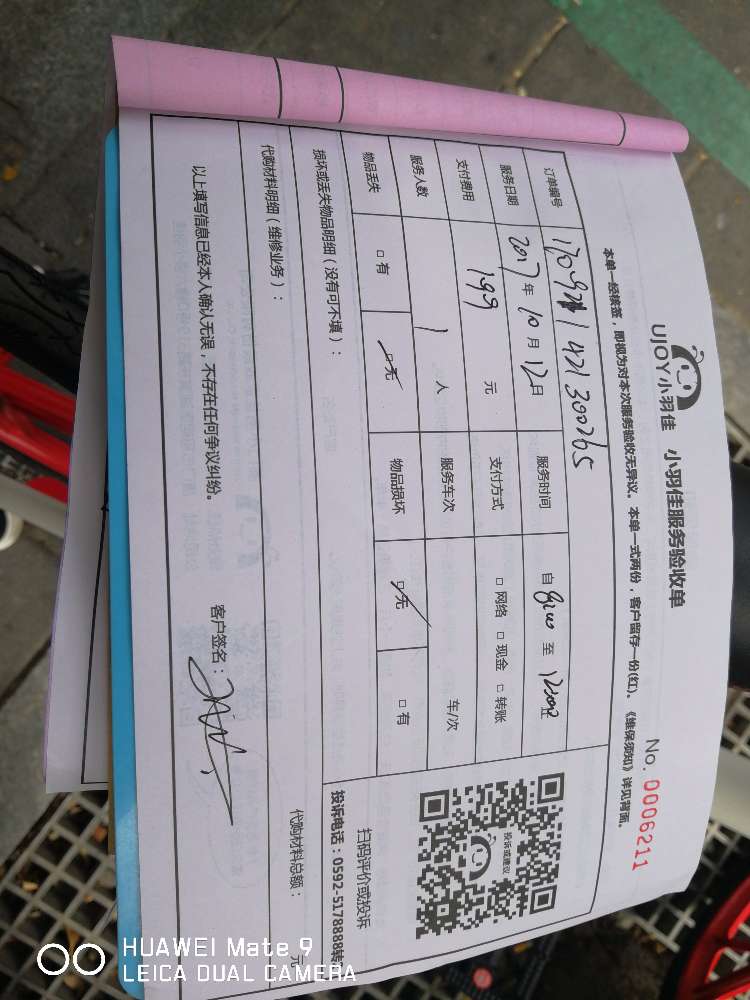 UJOY小羽佳 小羽佳服务验收单
No. 0006211
本单一经核签，即视为对本次服务验收无异议。本单一式两份，客户留存一份(红)。《维保须知》详见背面。
订单编号
服务日期 2017年10月12日 服务时间 自 至
支付费用 199 元 支付方式 □网络 □现金 □转账
服务人数 1 人 服务车次 车/次
物品丢失 □有 □无 物品损坏 □无 □有
损坏或丢失物品明细（没有可不填）：
投诉或建议
扫码评价或投诉
投诉电话：0592-5178888转
代购材料明细（维修业务）： 代购材料总额： 元
以上填写信息已经本人确认无误，不存在任何争议纠纷。 客户签名：
HUAWEI Mate 9
LEICA DUAL CAMERA